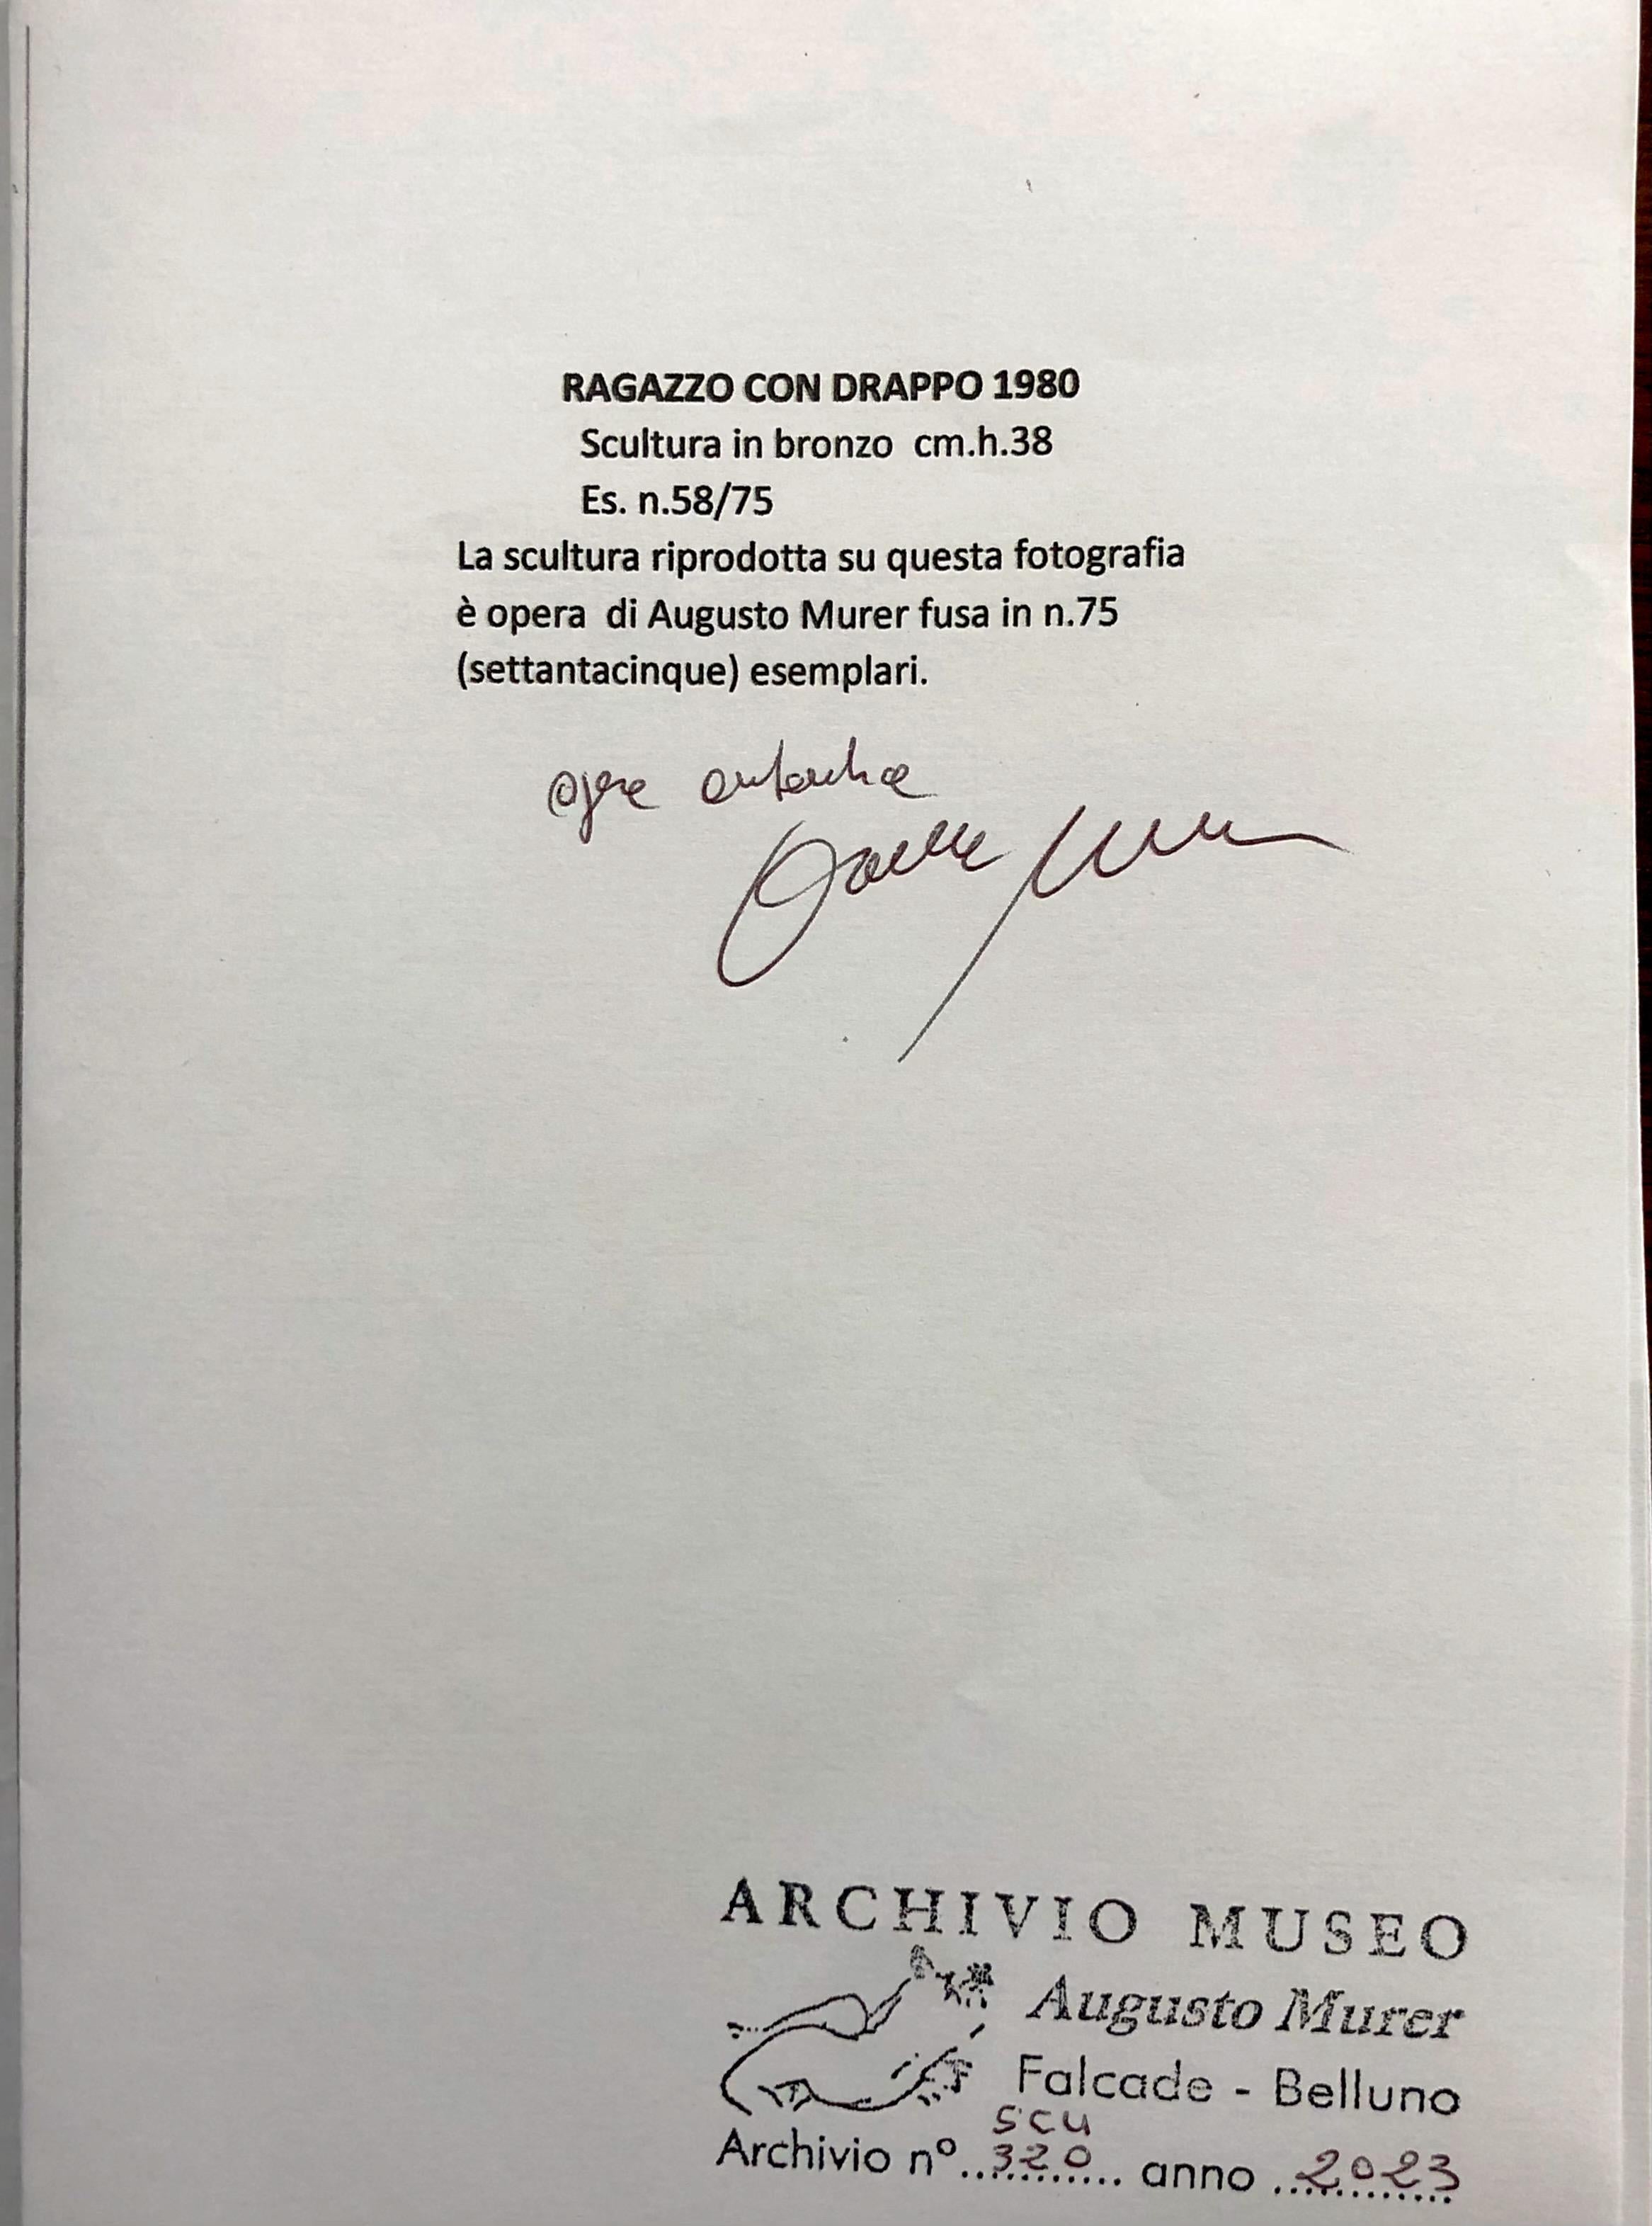 RAGAZZO CON DRAPPO 1980
Scultura in bronzo cm.h.38
Es. n.58/75
La scultura riprodotta su questa fotografia
è opera di Augusto Murer fusa in n.75
(settantacinque) esemplari.
opera autentica
ARCHIVIO MUSEO
Augusto Murer
Falcade - Belluno
scu
Archivio nº...320... anno ...2023...